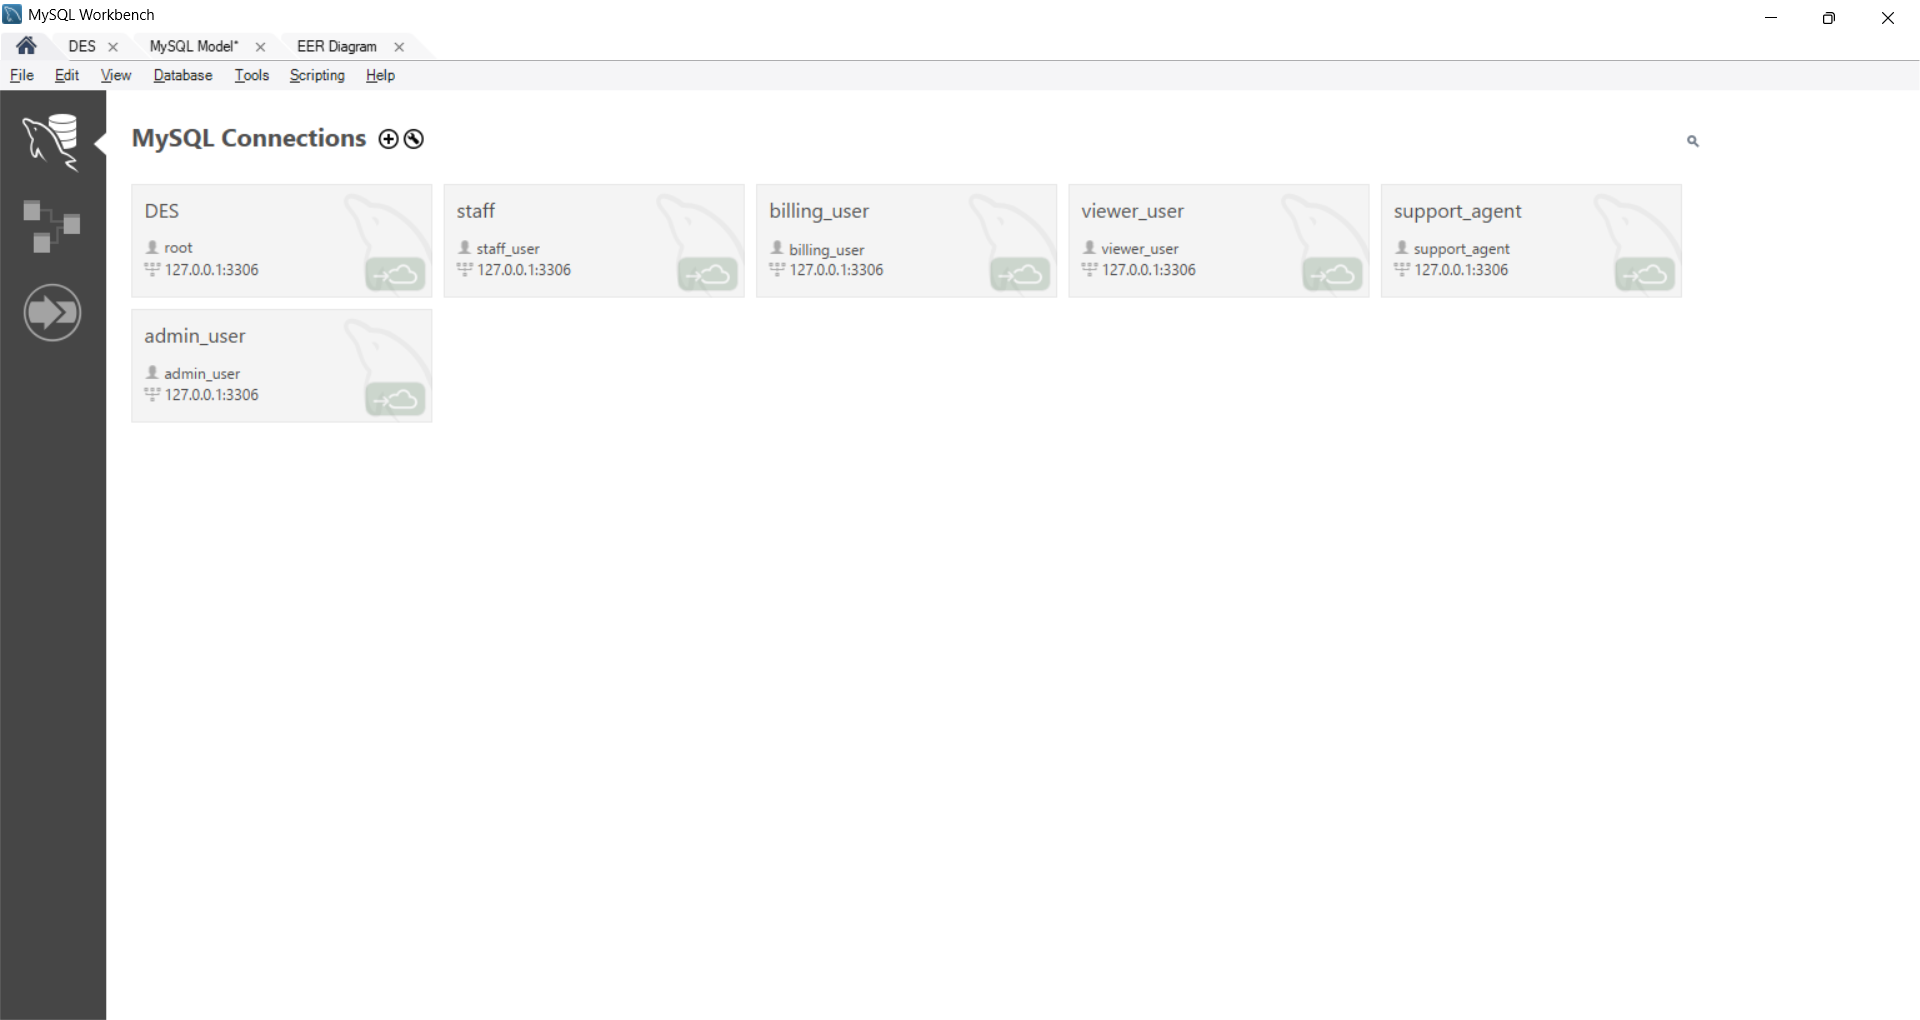 MySQL Workbench
DES
MySQL Model*
EER Diagram
File Edit View Database Tools Scripting Help
MySQL Connections
DES
root
127.0.0.1:3306
staff
staff_user
127.0.0.1:3306
billing_user
billing_user
127.0.0.1:3306
viewer_user
viewer_user
127.0.0.1:3306
support_agent
support_agent
127.0.0.1:3306
admin_user
admin_user
127.0.0.1:3306